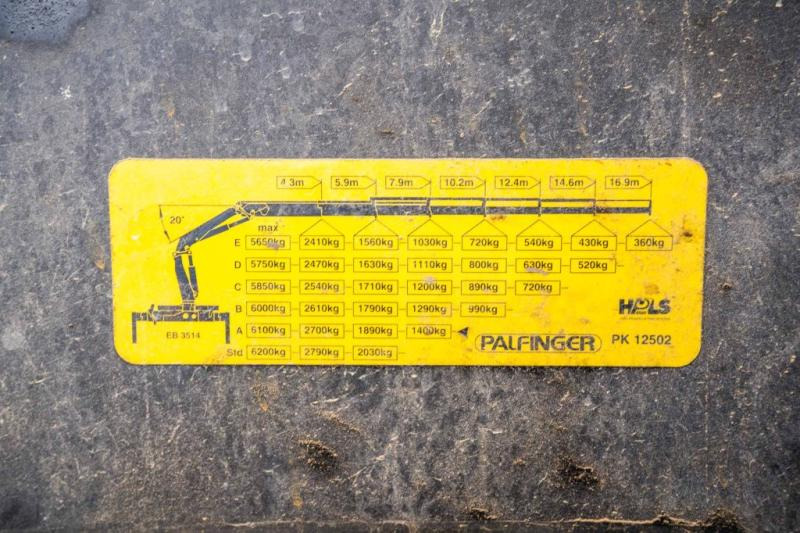 4.3m 5.9m 7.9m 10.2m 12.4m 14.6m 16.9m
20°
max
E 5650kg 2410kg 1560kg 1030kg 720kg 540kg 430kg 360kg
D 5750kg 2470kg 1630kg 1110kg 800kg 630kg 520kg
C 5850kg 2540kg 1710kg 1200kg 890kg 720kg
B 6000kg 2610kg 1790kg 1290kg 990kg
A 6100kg 2700kg 1890kg 1400kg
Std 6200kg 2790kg 2030kg
EB 3514
HPLS
PALFINGER PK 12502